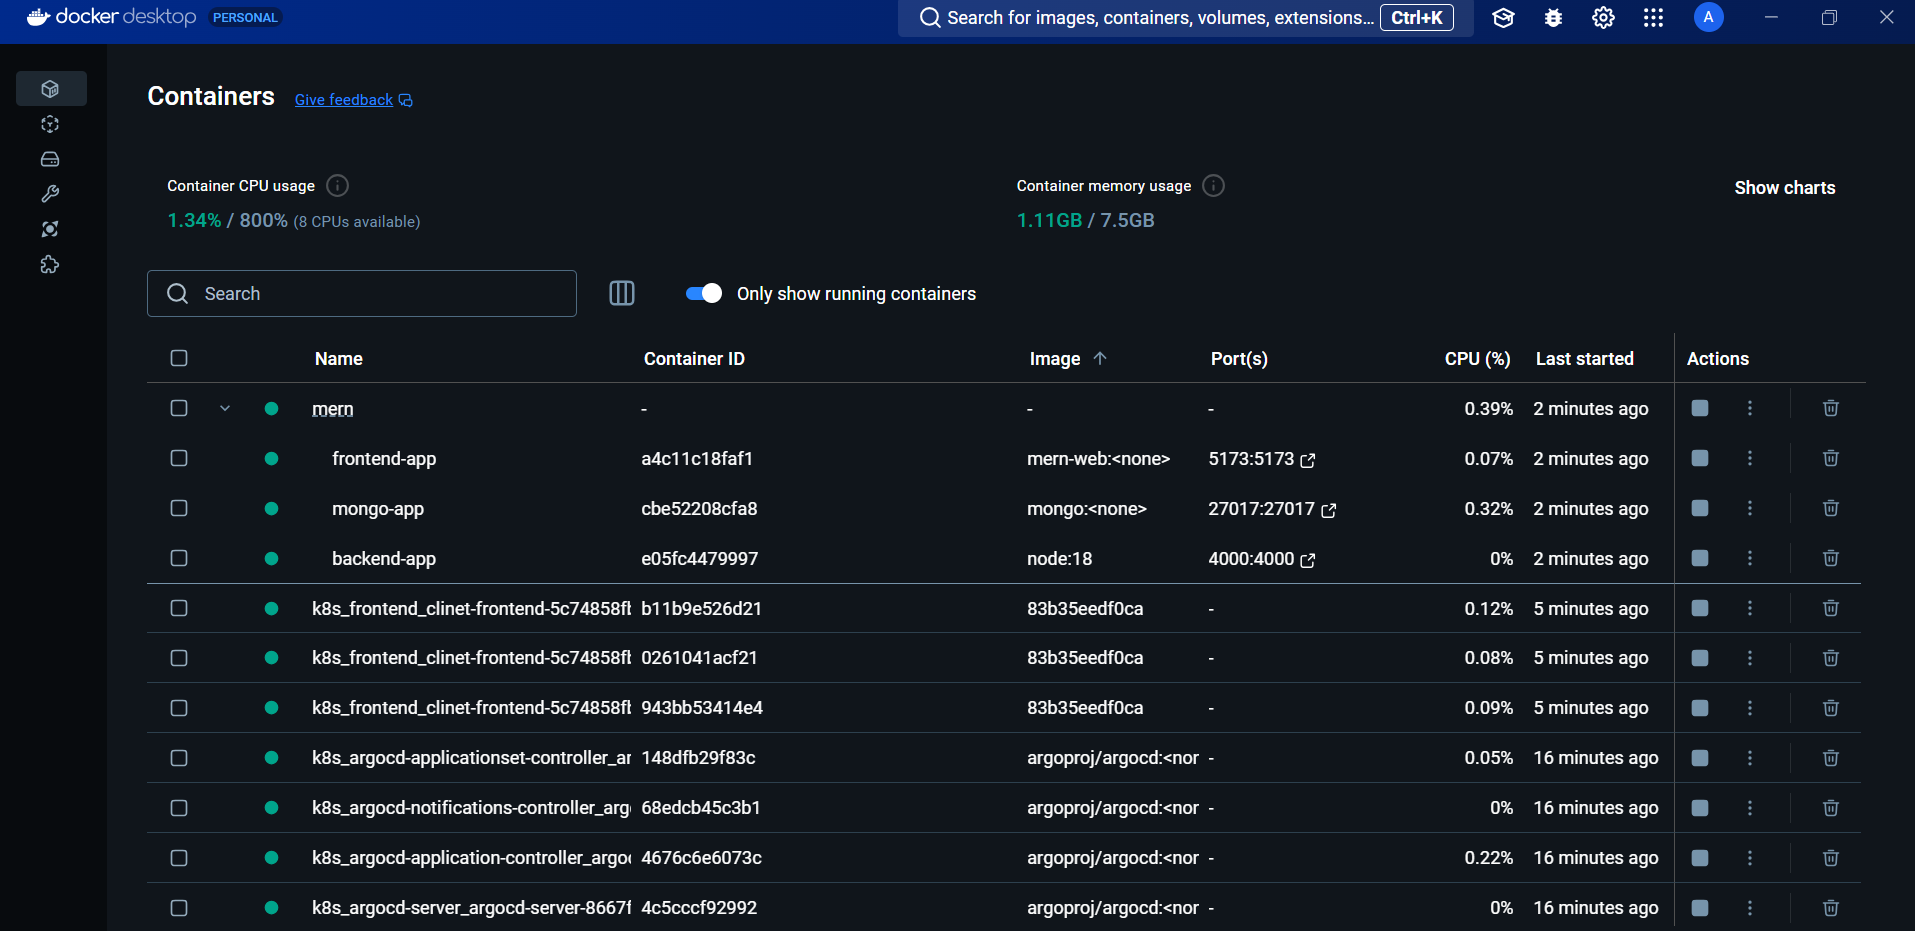 docker desktop PERSONAL Search for images, containers, volumes, extensions... Ctrl+K A
Containers Give feedback
Container CPU usage Container memory usage Show charts
1.34% / 800% (8 CPUs available) 1.11GB / 7.5GB
Search Only show running containers
Name Container ID Image Port(s) CPU (%) Last started Actions
mern - - - 0.39% 2 minutes ago
frontend-app a4c11c18faf1 mern-web:<none> 5173:5173 0.07% 2 minutes ago
mongo-app cbe52208cfa8 mongo:<none> 27017:27017 0.32% 2 minutes ago
backend-app e05fc4479997 node:18 4000:4000 0% 2 minutes ago
k8s_frontend_clinet-frontend-5c74858fb b11b9e526d21 83b35eedf0ca - 0.12% 5 minutes ago
k8s_frontend_clinet-frontend-5c74858fb 0261041acf21 83b35eedf0ca - 0.08% 5 minutes ago
k8s_frontend_clinet-frontend-5c74858fb 943bb53414e4 83b35eedf0ca - 0.09% 5 minutes ago
k8s_argocd-applicationset-controller_ar 148dfb29f83c argoproj/argocd:<nor - 0.05% 16 minutes ago
k8s_argocd-notifications-controller_arg 68edcb45c3b1 argoproj/argocd:<nor - 0% 16 minutes ago
k8s_argocd-application-controller_argo 4676c6e6073c argoproj/argocd:<nor - 0.22% 16 minutes ago
k8s_argocd-server_argocd-server-8667f 4c5cccf92992 argoproj/argocd:<nor - 0% 16 minutes ago